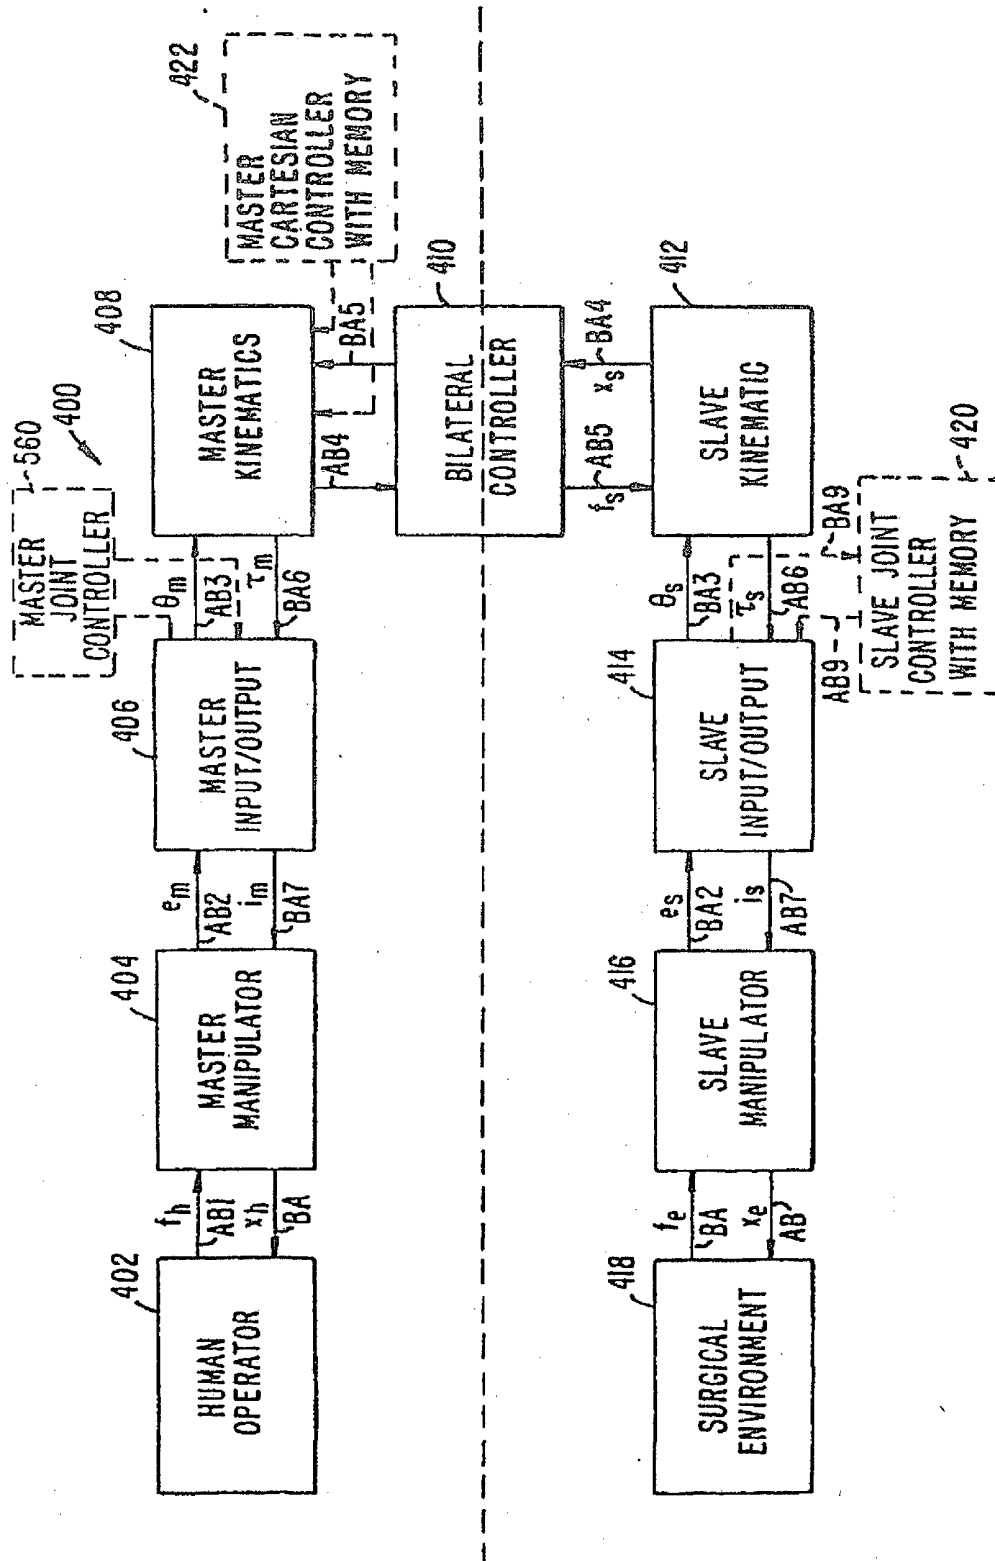 400
402
HUMAN
OPERATOR
f_h
AB1
x_h
BA
404
MASTER
MANIPULATOR
e_m
AB2
i_m
BA7
406
MASTER
INPUT/OUTPUT
MASTER
JOINT
CONTROLLER
560
θ_m
AB3
τ_m
BA6
408
MASTER
KINEMATICS
AB4
BA5
MASTER
CARTESIAN
CONTROLLER
WITH MEMORY
422
BILATERAL
CONTROLLER
410
f_s
AB5
x_s
BA4
418
SURGICAL
ENVIRONMENT
f_e
BA
x_e
AB
416
SLAVE
MANIPULATOR
e_s
BA2
i_s
AB7
414
SLAVE
INPUT/OUTPUT
θ_s
BA3
τ_s
AB6
412
SLAVE
KINEMATIC
AB9
BA9
SLAVE JOINT
CONTROLLER
WITH MEMORY
420